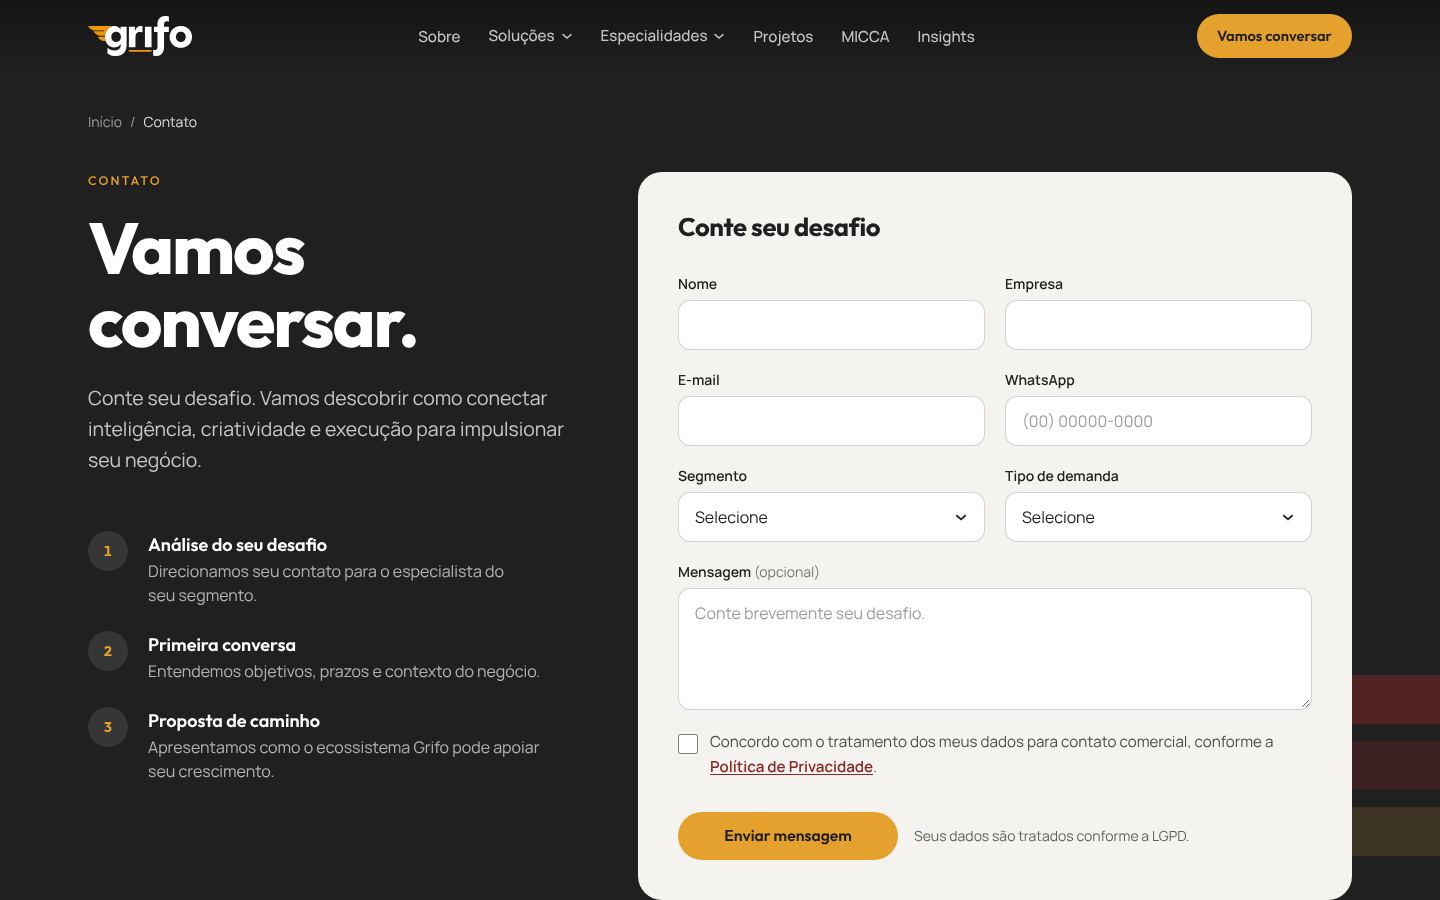 grifo
Sobre
Soluções
Especialidades
Projetos
MICCA
Insights
Vamos conversar
Início / Contato
CONTATO
Vamos
conversar.
Conte seu desafio. Vamos descobrir como conectar
inteligência, criatividade e execução para impulsionar
seu negócio.
1
Análise do seu desafio
Direcionamos seu contato para o especialista do
seu segmento.
2
Primeira conversa
Entendemos objetivos, prazos e contexto do negócio.
3
Proposta de caminho
Apresentamos como o ecossistema Grifo pode apoiar
seu crescimento.
Conte seu desafio
Nome
Empresa
E-mail
WhatsApp
(00) 00000-0000
Segmento
Tipo de demanda
Selecione
Selecione
Mensagem (opcional)
Conte brevemente seu desafio.
Concordo com o tratamento dos meus dados para contato comercial, conforme a
Política de Privacidade.
Enviar mensagem
Seus dados são tratados conforme a LGPD.